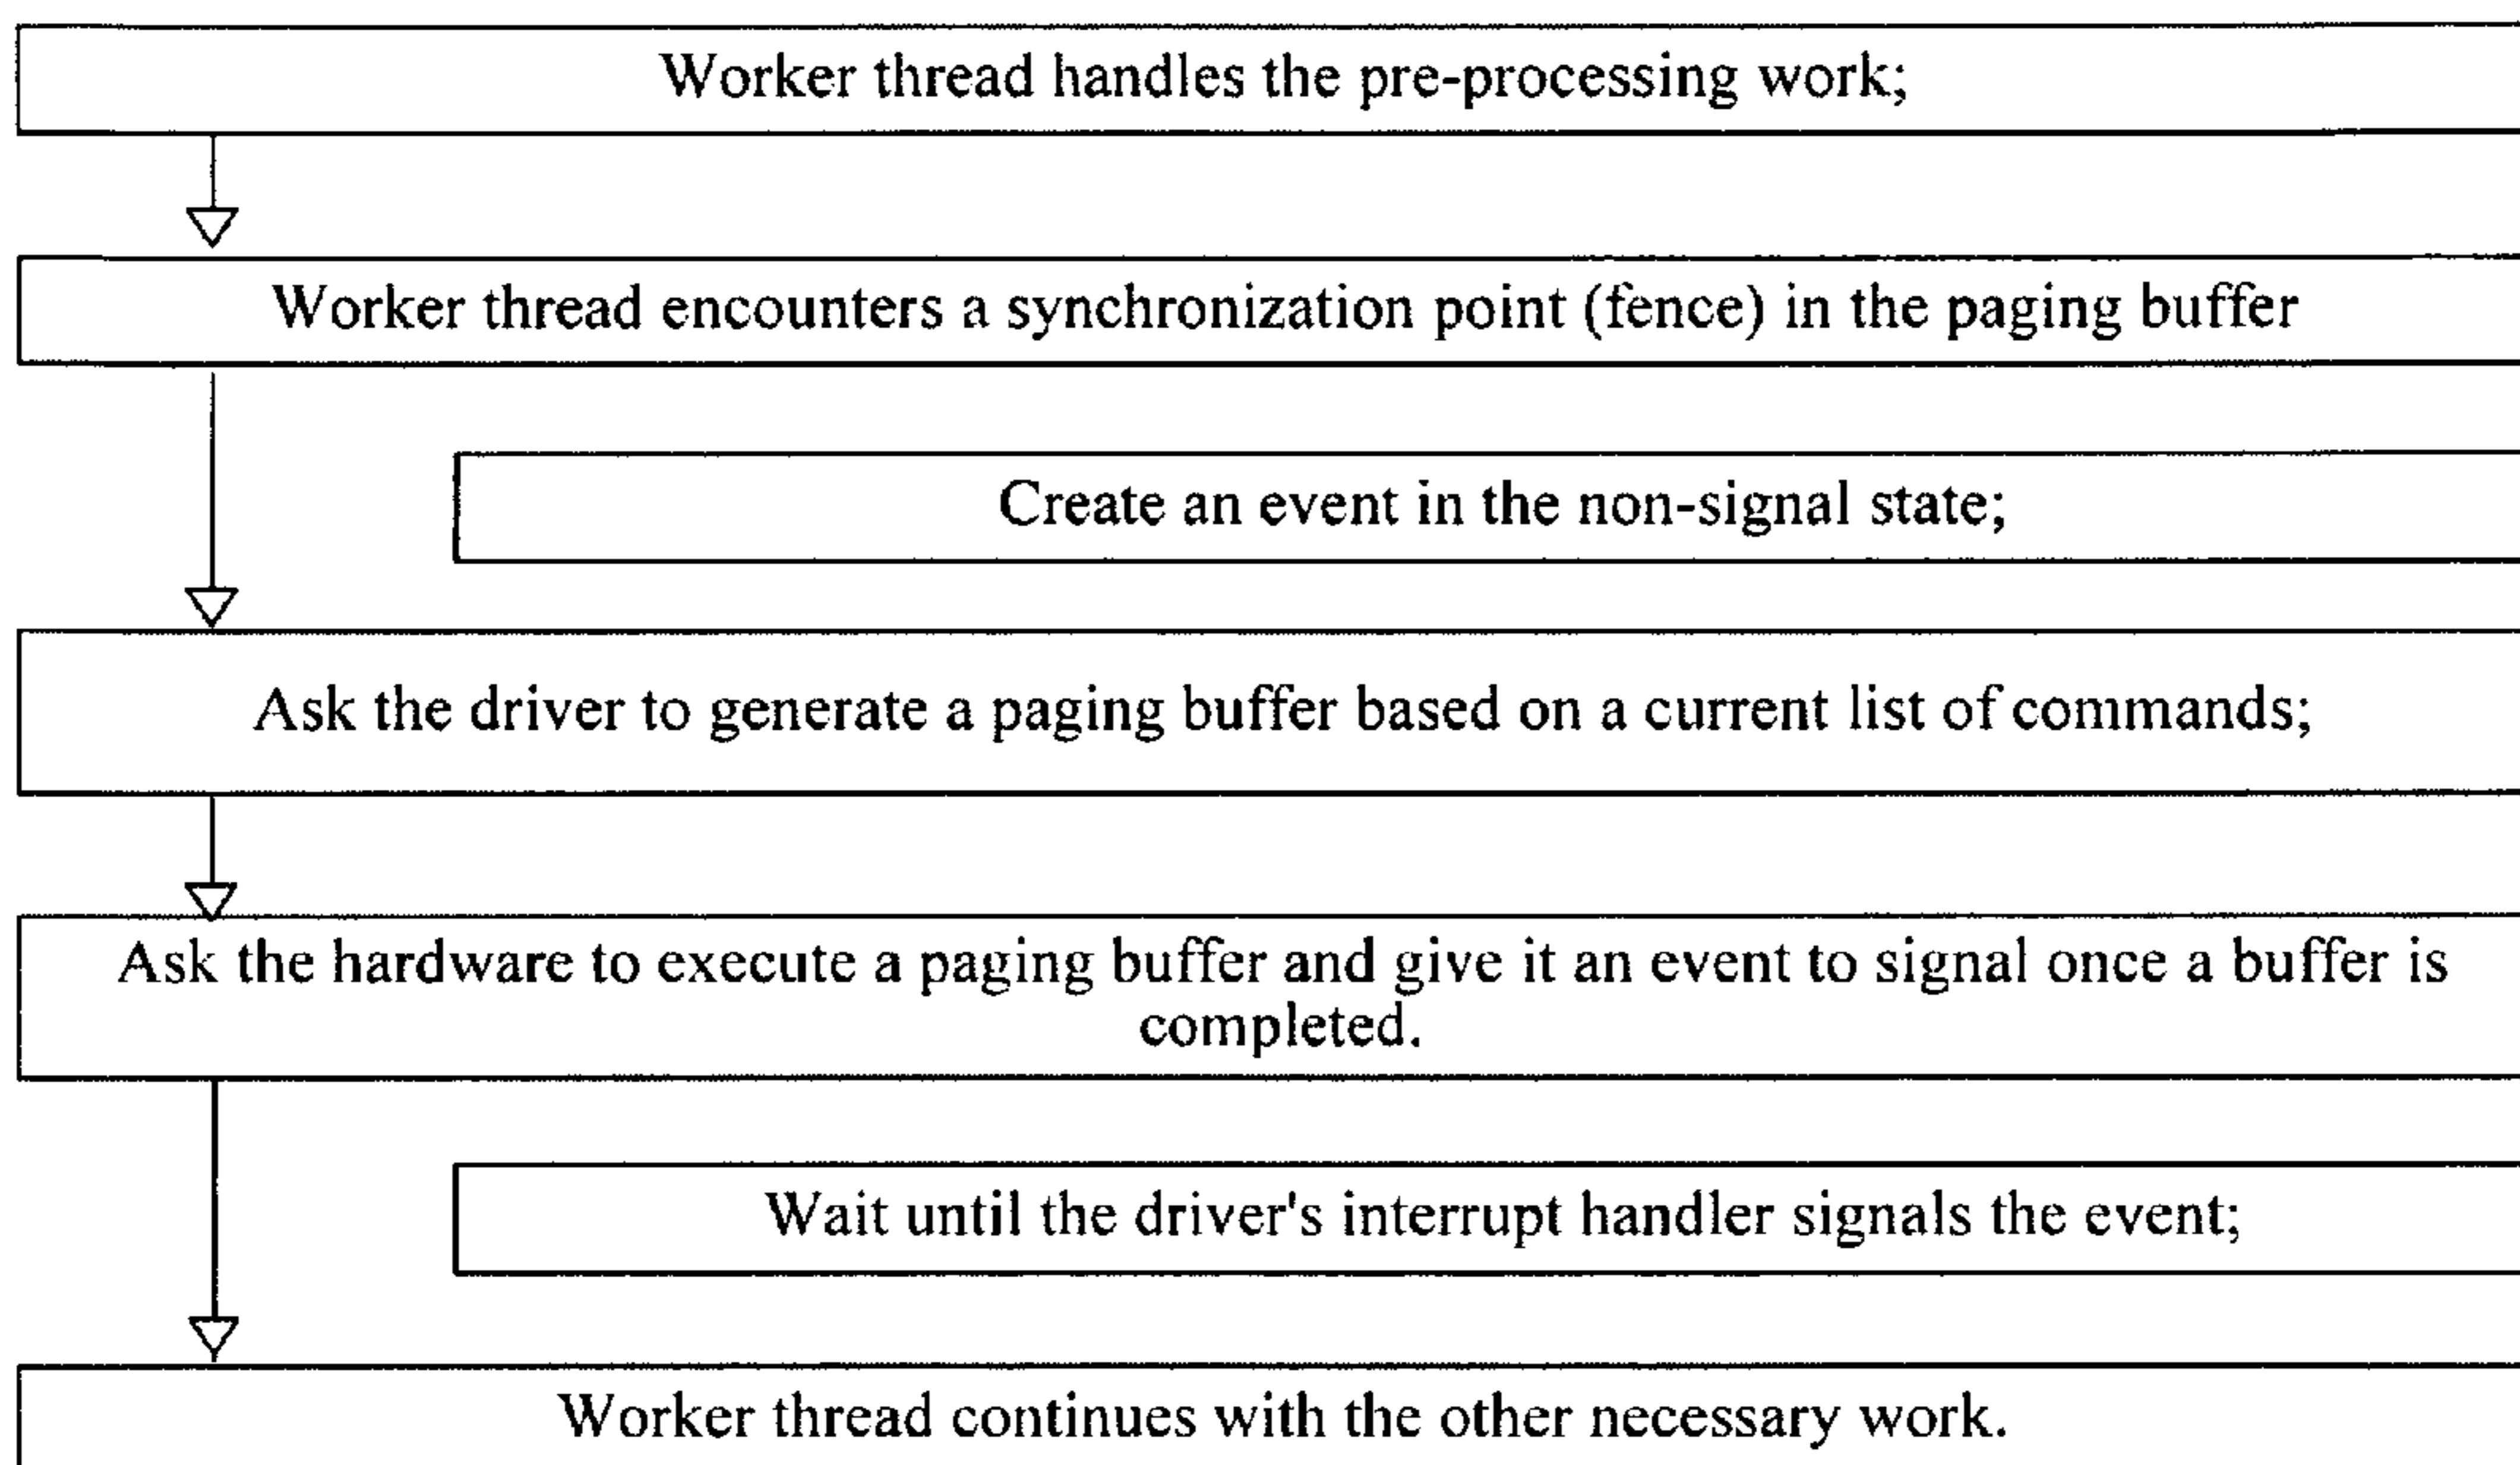 Worker thread handles the pre-processing work;
Worker thread encounters a synchronization point (fence) in the paging buffer
Create an event in the non-signal state;
Ask the driver to generate a paging buffer based on a current list of commands;
Ask the hardware to execute a paging buffer and give it an event to signal once a buffer is
completed.
Wait until the driver's interrupt handler signals the event;
Worker thread continues with the other necessary work.